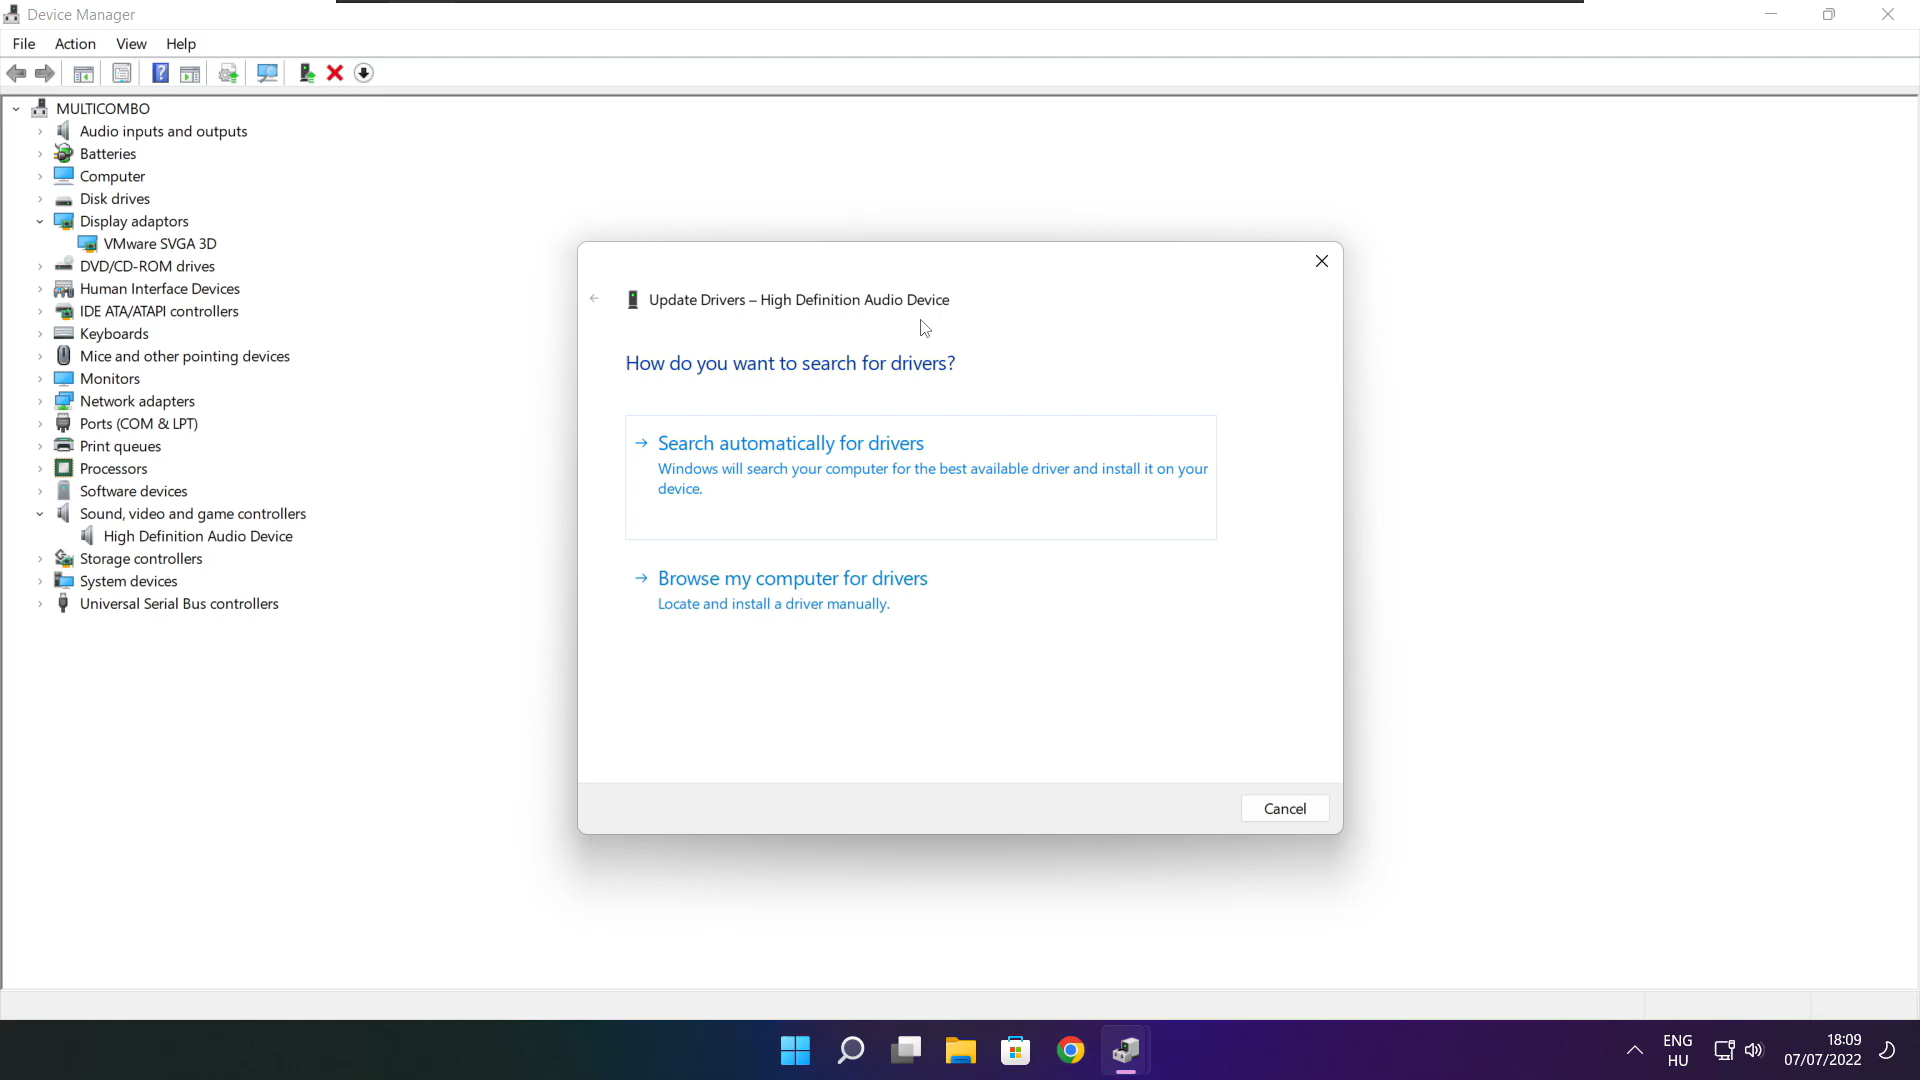 Device Manager
File Action View Help
MULTICOMBO
Audio inputs and outputs
Batteries
Computer
Disk drives
Display adaptors
VMware SVGA 3D
DVD/CD-ROM drives
Human Interface Devices
IDE ATA/ATAPI controllers
Keyboards
Mice and other pointing devices
Monitors
Network adapters
Ports (COM & LPT)
Print queues
Processors
Software devices
Sound, video and game controllers
High Definition Audio Device
Storage controllers
System devices
Universal Serial Bus controllers
Update Drivers – High Definition Audio Device
How do you want to search for drivers?
Search automatically for drivers
Windows will search your computer for the best available driver and install it on your
device.
Browse my computer for drivers
Locate and install a driver manually.
Cancel
ENG
HU
18:09
07/07/2022